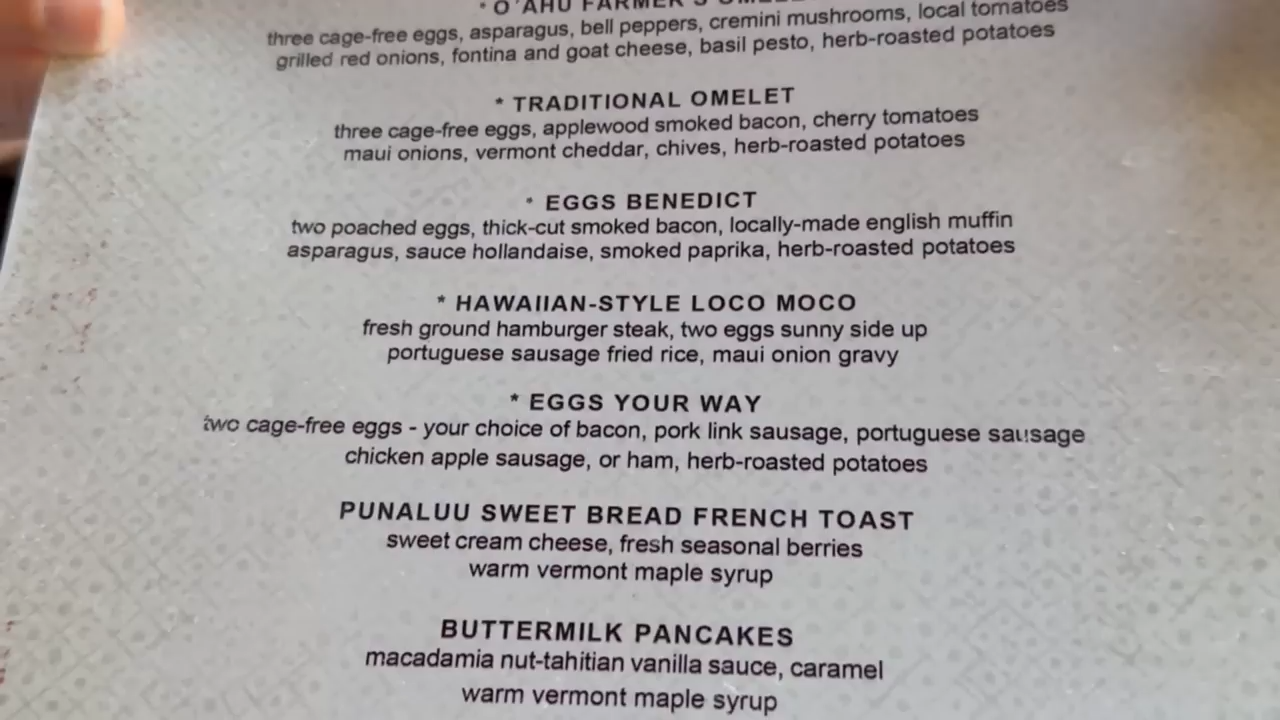 * O'AHU FARMER'S
three cage-free eggs, asparagus, bell peppers, cremini mushrooms, local tomatoes
grilled red onions, fontina and goat cheese, basil pesto, herb-roasted potatoes
* TRADITIONAL OMELET
three cage-free eggs, applewood smoked bacon, cherry tomatoes
maui onions, vermont cheddar, chives, herb-roasted potatoes
* EGGS BENEDICT
two poached eggs, thick-cut smoked bacon, locally-made english muffin
asparagus, sauce hollandaise, smoked paprika, herb-roasted potatoes
* HAWAIIAN-STYLE LOCO MOCO
fresh ground hamburger steak, two eggs sunny side up
portuguese sausage fried rice, maui onion gravy
* EGGS YOUR WAY
two cage-free eggs - your choice of bacon, pork link sausage, portuguese sausage
chicken apple sausage, or ham, herb-roasted potatoes
PUNALUU SWEET BREAD FRENCH TOAST
sweet cream cheese, fresh seasonal berries
warm vermont maple syrup
BUTTERMILK PANCAKES
macadamia nut-tahitian vanilla sauce, caramel
warm vermont maple syrup